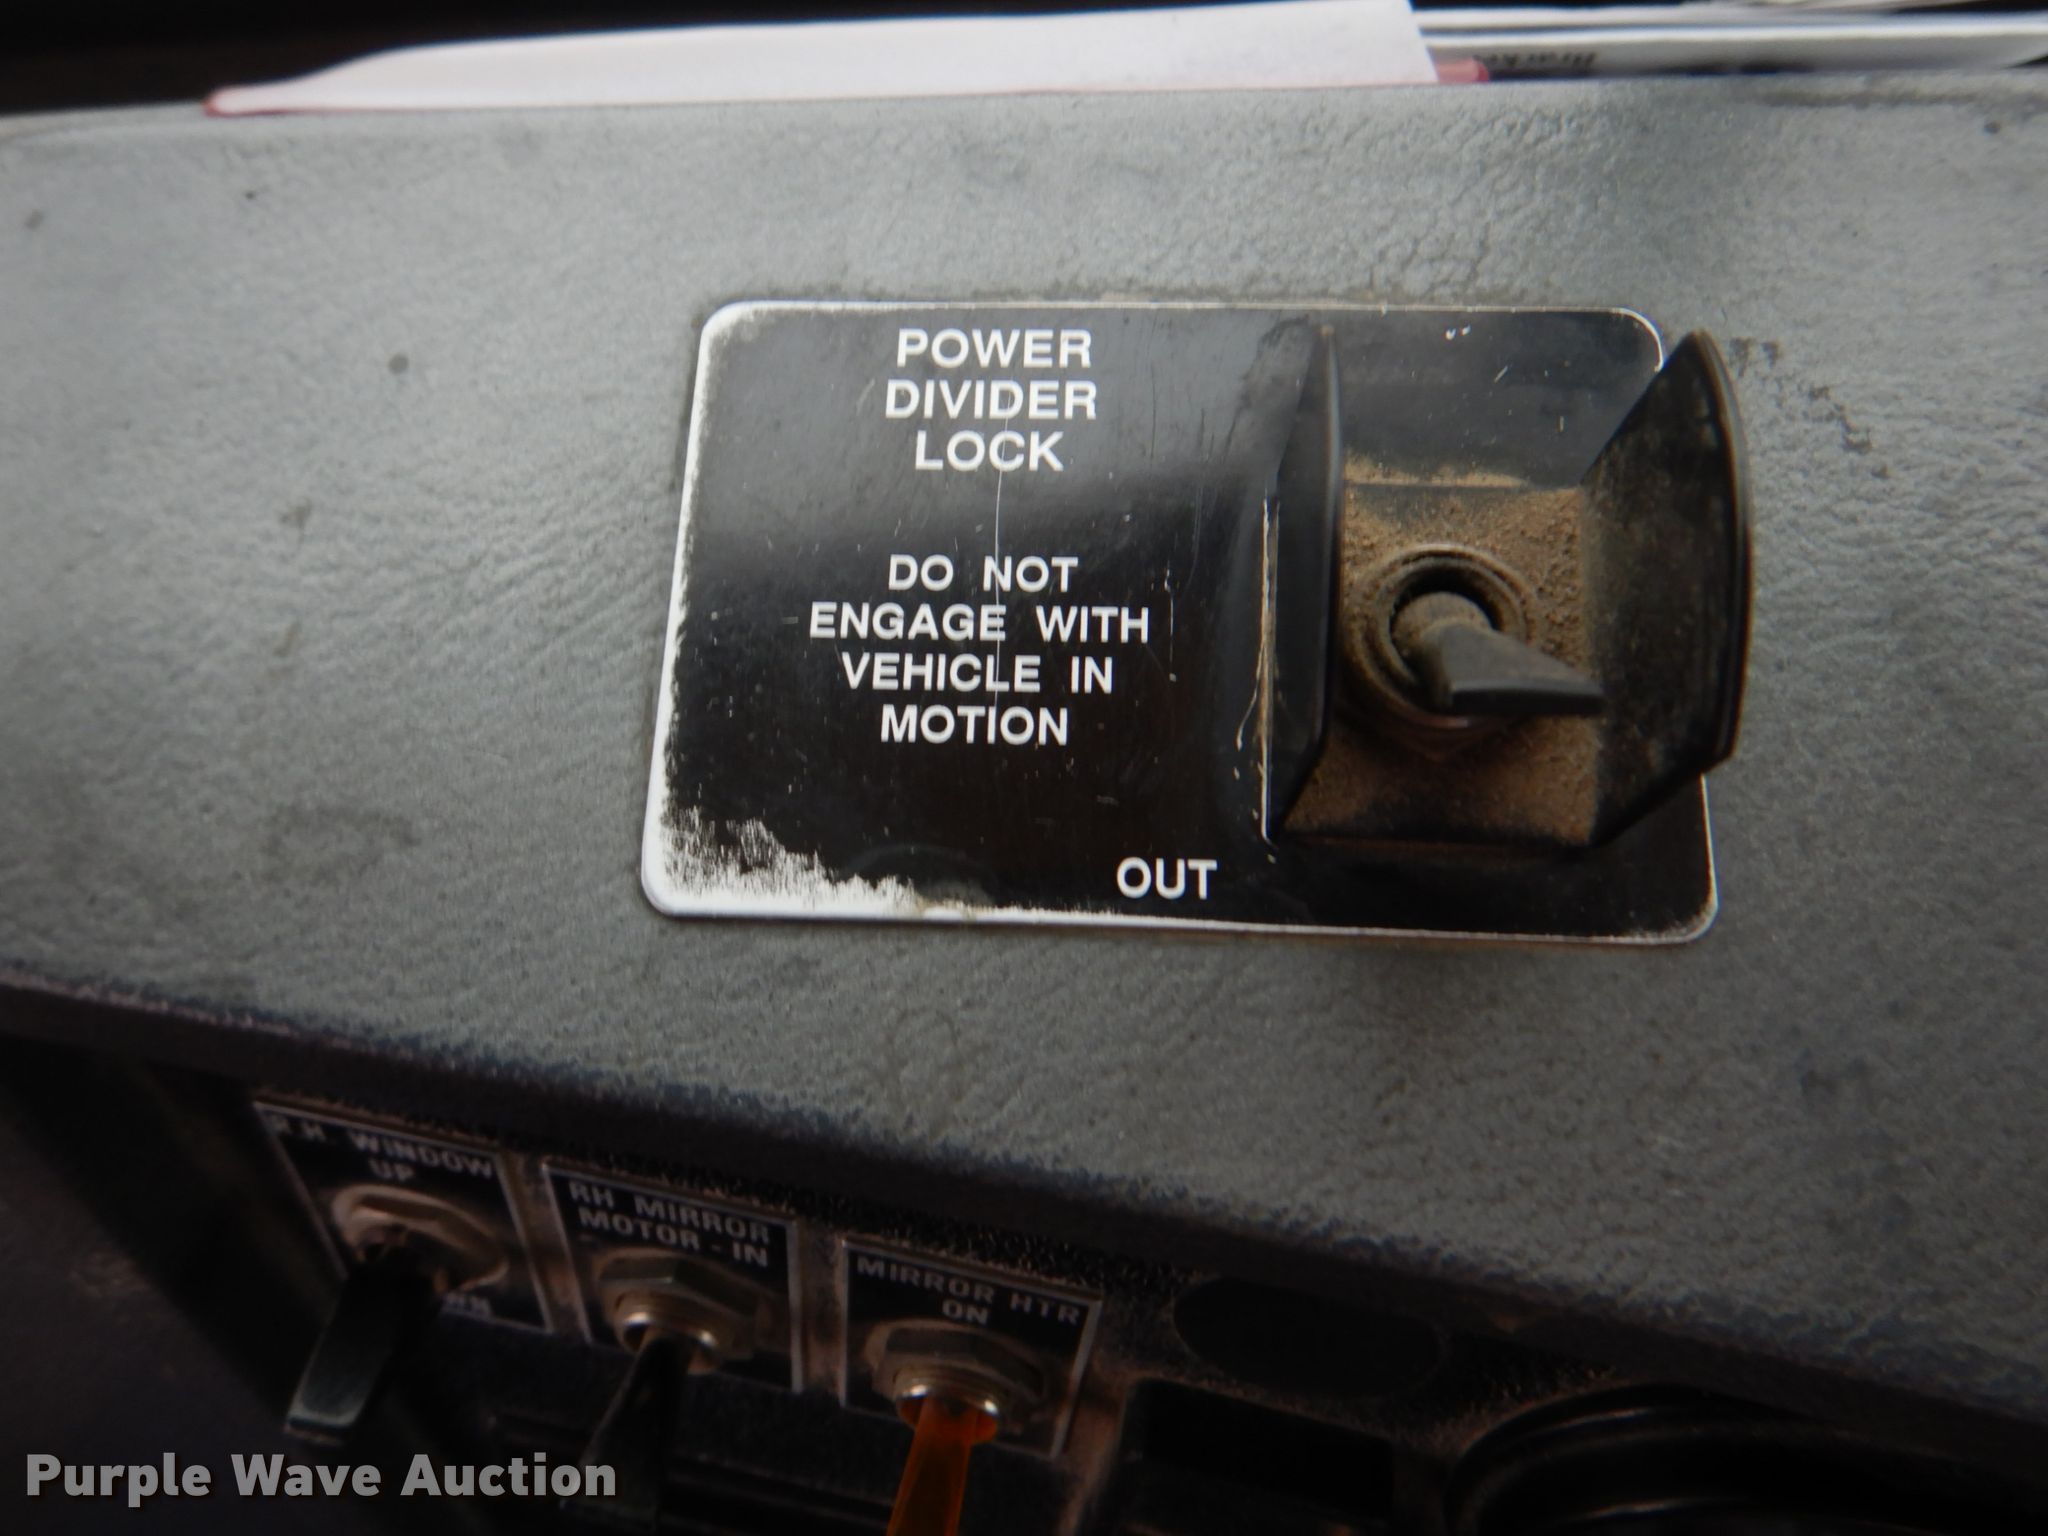 POWER
DIVIDER
LOCK
DO NOT
ENGAGE WITH
VEHICLE IN
MOTION
OUT
R.H WINDOW
UP
RH MIRROR
MOTOR - IN
MIRROR HTR
ON
Purple Wave Auction